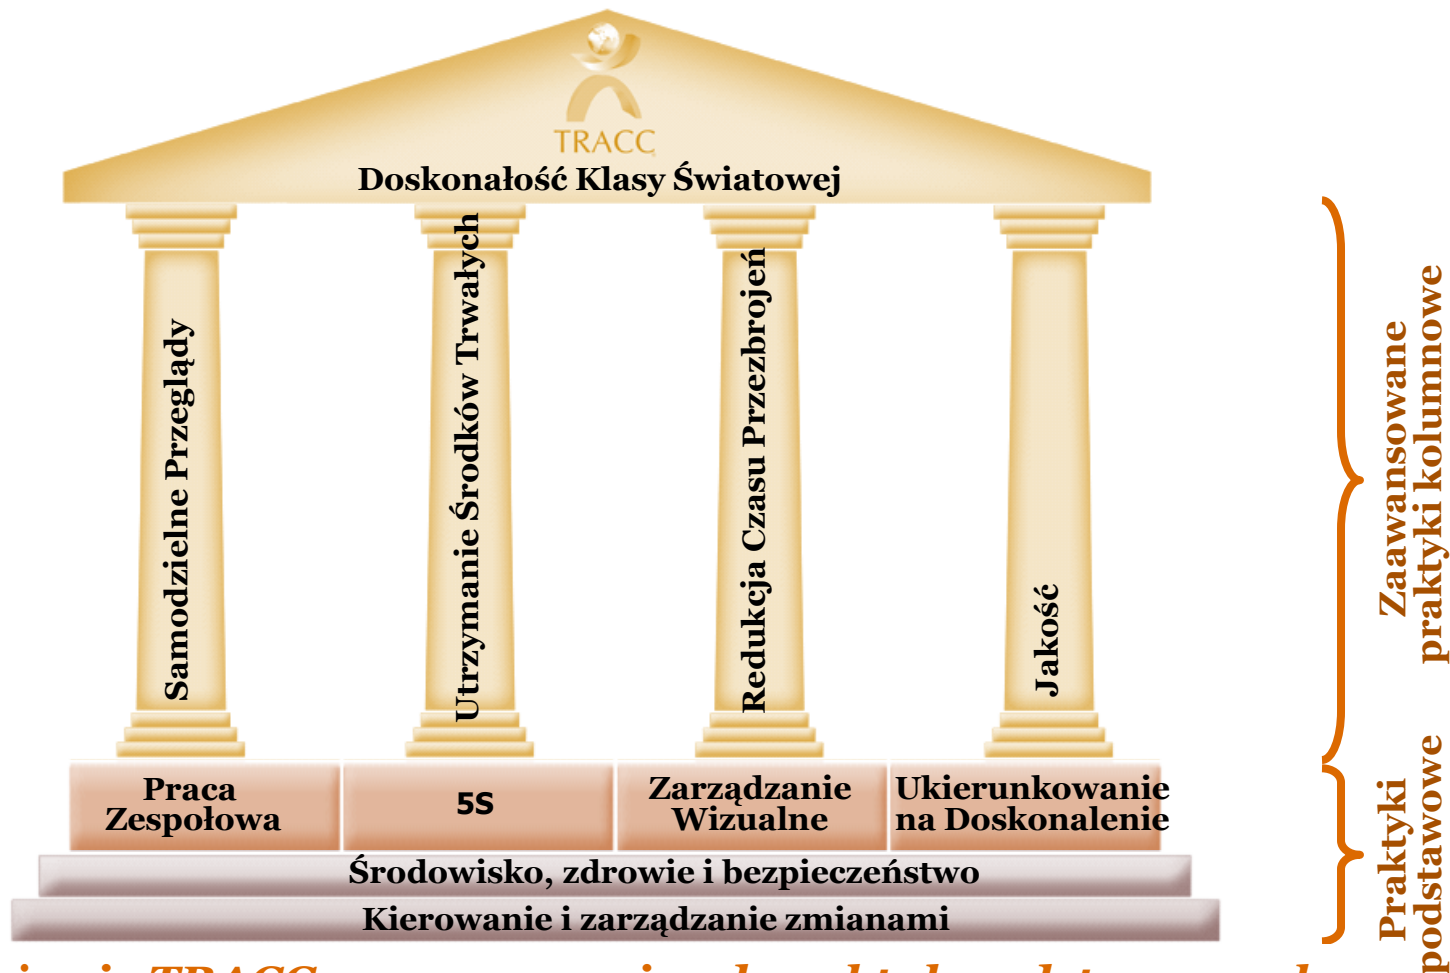 TRACC
Doskonałość Klasy Światowej
Samodzielne Przeglądy
Utrzymanie Środków Trwałych
Redukcja Czasu Przezbrojeń
Jakość
Zaawansowane
praktyki kolumnowe
Praca
Zespołowa
5S
Zarządzanie
Wizualne
Ukierunkowanie
na Doskonalenie
Praktyki
podstawowe
Środowisko, zdrowie i bezpieczeństwo
Kierowanie i zarządzanie zmianami
TRACC